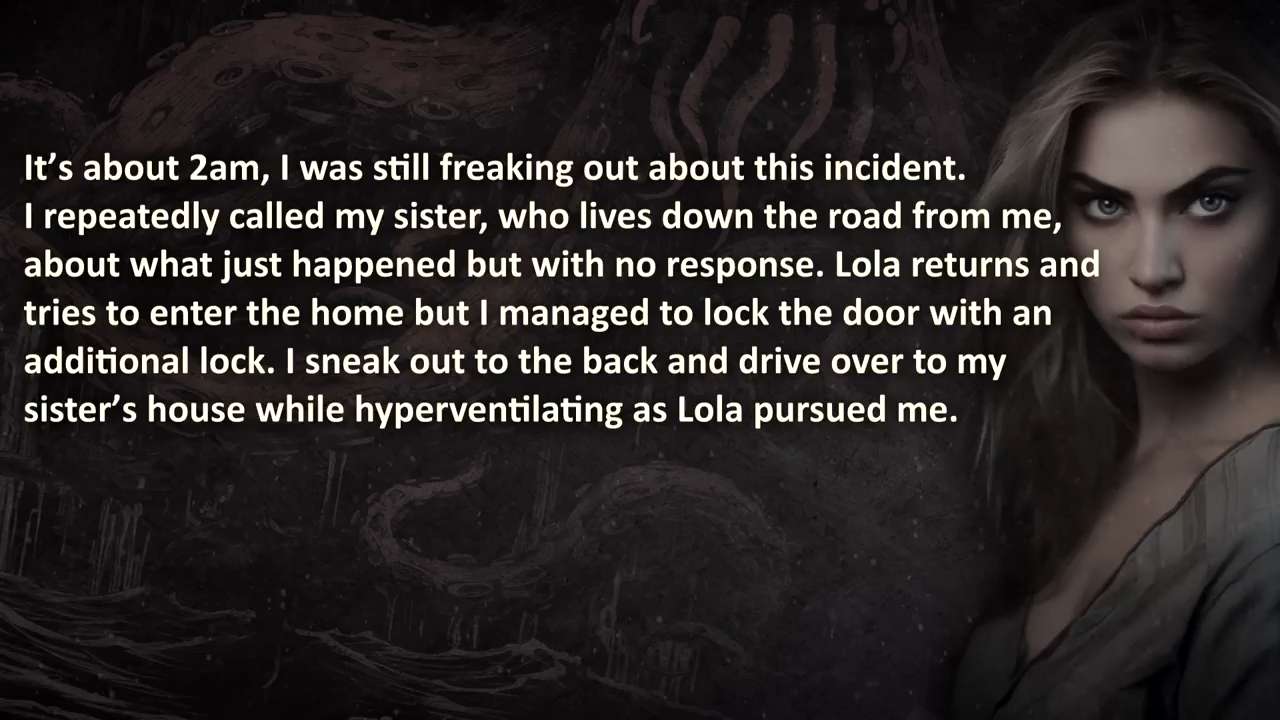 It’s about 2am, I was still freaking out about this incident.
I repeatedly called my sister, who lives down the road from me,
about what just happened but with no response. Lola returns and
tries to enter the home but I managed to lock the door with an
additional lock. I sneak out to the back and drive over to my
sister’s house while hyperventilating as Lola pursued me.